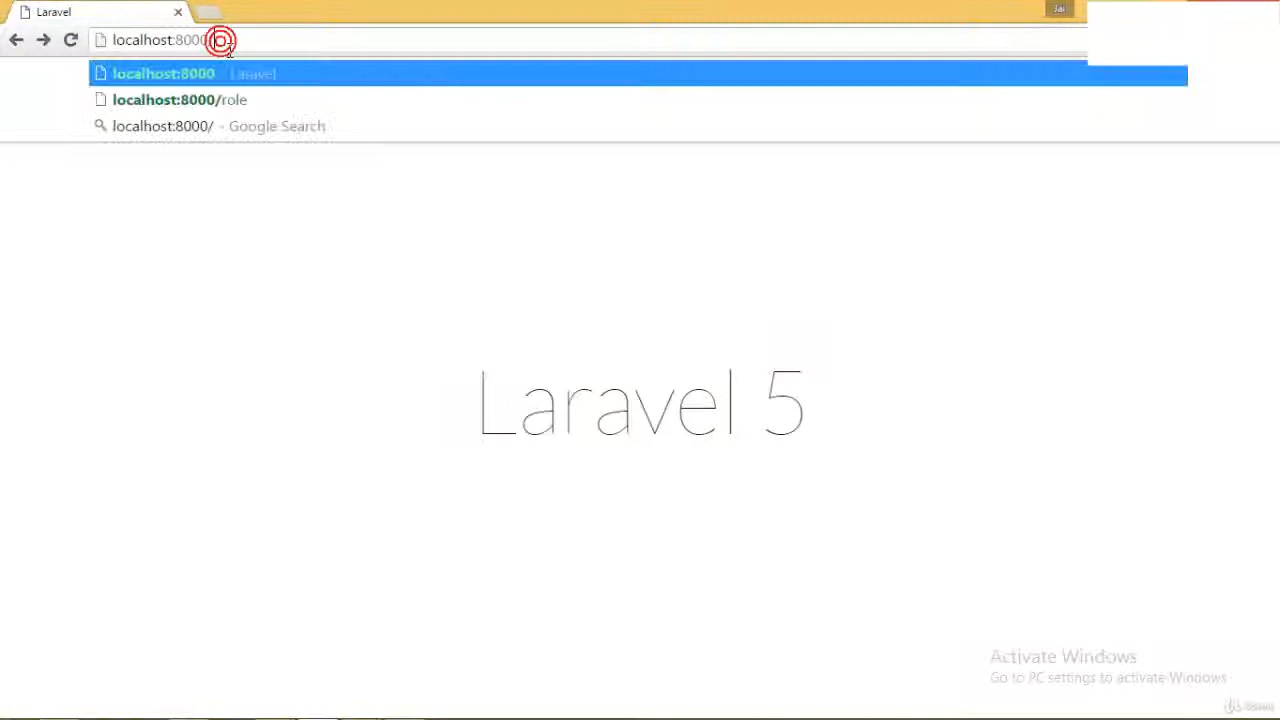 Laravel
Jai
localhost:8000/
localhost:8000 Laravel
localhost:8000/role
localhost:8000/ - Google Search
Laravel 5
Activate Windows
Go to PC settings to activate Windows